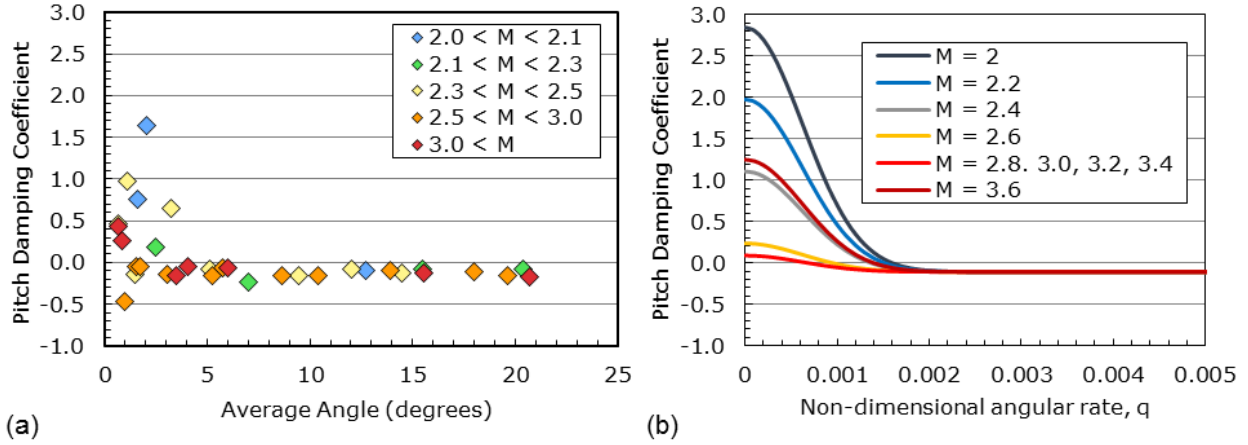 3.0
2.5
2.0
1.5
1.0
0.5
0.0
-0.5
-1.0
Pitch Damping Coefficient
2.0 < M < 2.1
2.1 < M < 2.3
2.3 < M < 2.5
2.5 < M < 3.0
3.0 < M
0 5 10 15 20 25
Average Angle (degrees)
(a)
3.0
2.5
2.0
1.5
1.0
0.5
0.0
-0.5
-1.0
Pitch Damping Coefficient
M = 2
M = 2.2
M = 2.4
M = 2.6
M = 2.8. 3.0, 3.2, 3.4
M = 3.6
0 0.001 0.002 0.003 0.004 0.005
Non-dimensional angular rate, q
(b)